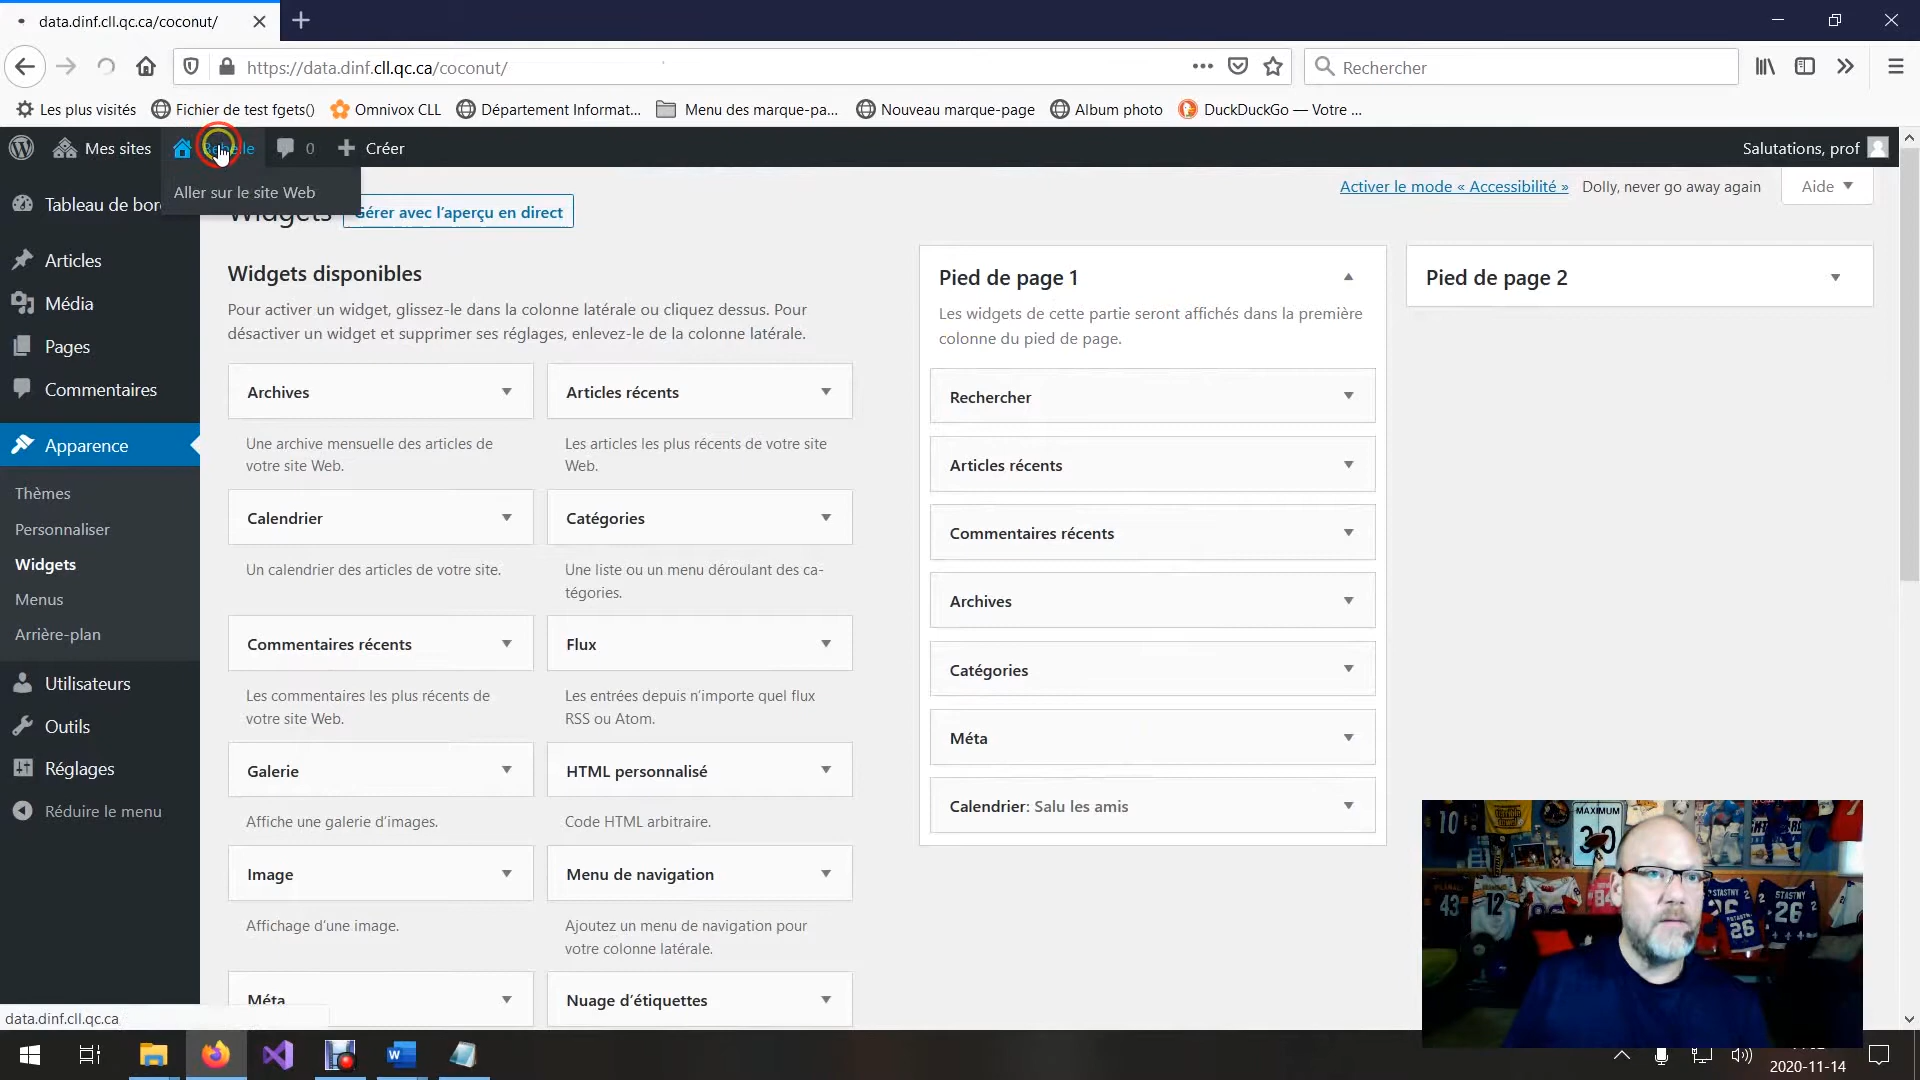 data.dinf.cll.qc.ca/coconut/
https://data.dinf.cll.qc.ca/coconut/
Rechercher
Les plus visités
Fichier de test fgets()
Omnivox CLL
Département Informat...
Menu des marque-pa...
Nouveau marque-page
Album photo
DuckDuckGo — Votre ...
Mes sites
0
Créer
Salutations, prof
Aller sur le site Web
Activer le mode « Accessibilité »
Dolly, never go away again
Aide
Tableau de bor
Articles
Média
Pages
Commentaires
Apparence
Thèmes
Personnaliser
Widgets
Menus
Arrière-plan
Utilisateurs
Outils
Réglages
Réduire le menu
Widgets
Gérer avec l'aperçu en direct
Widgets disponibles
Pour activer un widget, glissez-le dans la colonne latérale ou cliquez dessus. Pour
désactiver un widget et supprimer ses réglages, enlevez-le de la colonne latérale.
Archives
Une archive mensuelle des articles de
votre site Web.
Articles récents
Les articles les plus récents de votre site
Web.
Calendrier
Un calendrier des articles de votre site.
Catégories
Une liste ou un menu déroulant des ca-
tégories.
Commentaires récents
Les commentaires les plus récents de
votre site Web.
Flux
Les entrées depuis n'importe quel flux
RSS ou Atom.
Galerie
Affiche une galerie d'images.
HTML personnalisé
Code HTML arbitraire.
Image
Affichage d'une image.
Menu de navigation
Ajoutez un menu de navigation pour
votre colonne latérale.
Méta
Nuage d'étiquettes
Pied de page 1
Les widgets de cette partie seront affichés dans la première
colonne du pied de page.
Rechercher
Articles récents
Commentaires récents
Archives
Catégories
Méta
Calendrier: Salu les amis
Pied de page 2
MAXIMUM
30
10
43
12
STASTNY
26
STASTNY
26
26
data.dinf.cll.qc.ca
2020-11-14